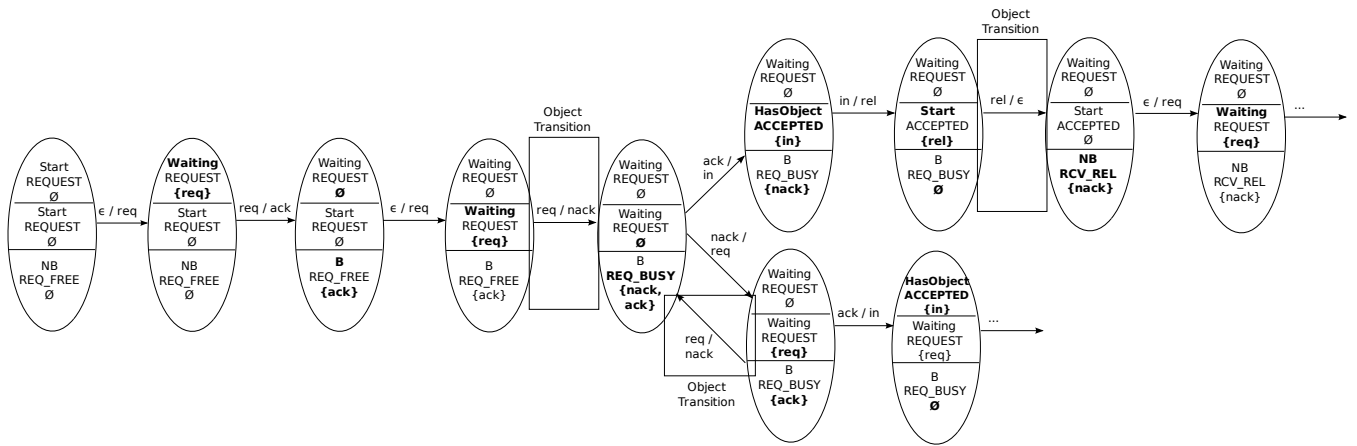 Start
REQUEST
Ø
Start
REQUEST
Ø
NB
REQ_FREE
Ø
ϵ / req
Waiting
REQUEST
{req}
Start
REQUEST
Ø
NB
REQ_FREE
Ø
req / ack
Waiting
REQUEST
Ø
Start
REQUEST
Ø
B
REQ_FREE
{ack}
ϵ / req
Waiting
REQUEST
Ø
Waiting
REQUEST
{req}
B
REQ_FREE
{ack}
Object
Transition
req / nack
Waiting
REQUEST
Ø
Waiting
REQUEST
Ø
B
REQ_BUSY
{nack,
ack}
ack /
in
Waiting
REQUEST
Ø
HasObject
ACCEPTED
{in}
B
REQ_BUSY
{nack}
in / rel
Waiting
REQUEST
Ø
Start
ACCEPTED
{rel}
B
REQ_BUSY
Ø
Object
Transition
rel / ϵ
Waiting
REQUEST
Ø
Start
ACCEPTED
Ø
NB
RCV_REL
{nack}
ϵ / req
Waiting
REQUEST
Ø
Waiting
REQUEST
{req}
NB
RCV_REL
{nack}
...
nack /
req
req /
nack
Object
Transition
Waiting
REQUEST
Ø
Waiting
REQUEST
{req}
B
REQ_BUSY
{ack}
ack / in
HasObject
ACCEPTED
{in}
Waiting
REQUEST
{req}
B
REQ_BUSY
Ø
...